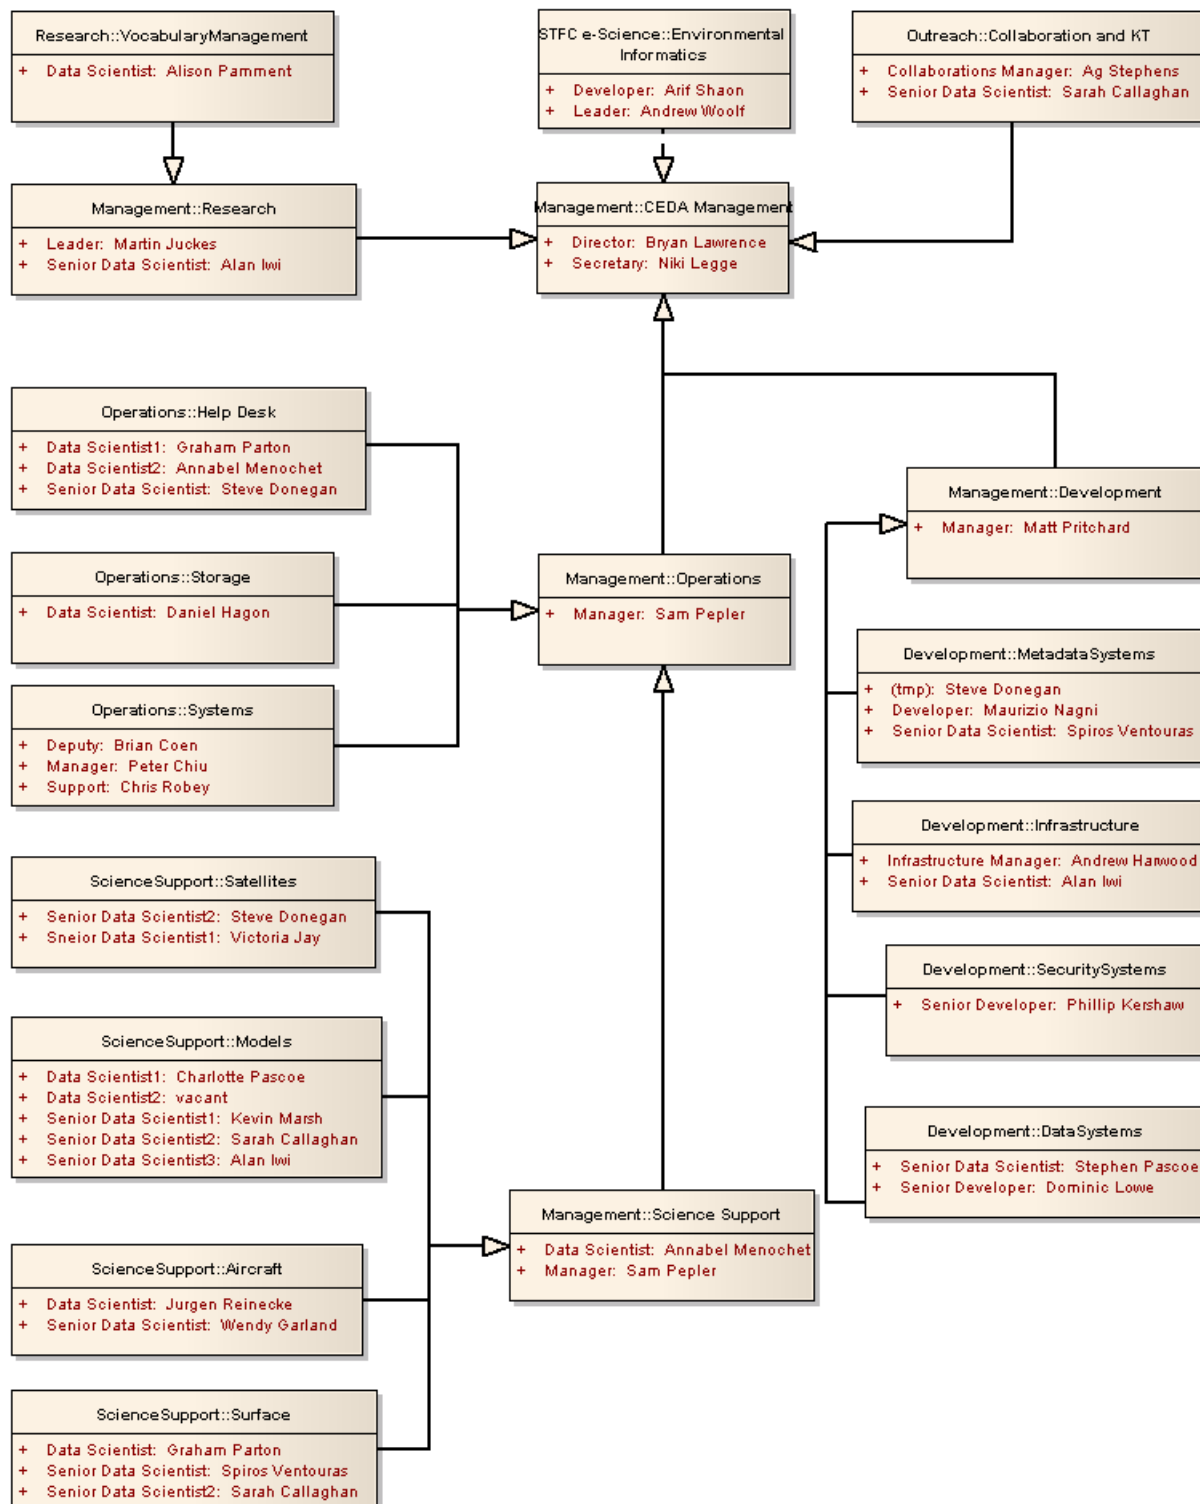 Research::VocabularyManagement
+ Data Scientist: Alison Pamment
STFC e-Science::Environmental
Informatics
+ Developer: Arif Shaon
+ Leader: Andrew Woolf
Outreach::Collaboration and KT
+ Collaborations Manager: Ag Stephens
+ Senior Data Scientist: Sarah Callaghan
Management::Research
+ Leader: Martin Juckes
+ Senior Data Scientist: Alan Iwi
Management::CEDA Management
+ Director: Bryan Lawrence
+ Secretary: Niki Legge
Operations::Help Desk
+ Data Scientist1: Graham Parton
+ Data Scientist2: Annabel Menochet
+ Senior Data Scientist: Steve Donegan
Management::Development
+ Manager: Matt Pritchard
Operations::Storage
+ Data Scientist: Daniel Hagon
Management::Operations
+ Manager: Sam Pepler
Development::MetadataSystems
+ (tmp): Steve Donegan
+ Developer: Maurizio Nagni
+ Senior Data Scientist: Spiros Ventouras
Operations::Systems
+ Deputy: Brian Coen
+ Manager: Peter Chiu
+ Support: Chris Robey
Development::Infrastructure
+ Infrastructure Manager: Andrew Harwood
+ Senior Data Scientist: Alan Iwi
ScienceSupport::Satellites
+ Senior Data Scientist2: Steve Donegan
+ Sneior Data Scientist1: Victoria Jay
Development::SecuritySystems
+ Senior Developer: Phillip Kershaw
ScienceSupport::Models
+ Data Scientist1: Charlotte Pascoe
+ Data Scientist2: vacant
+ Senior Data Scientist1: Kevin Marsh
+ Senior Data Scientist2: Sarah Callaghan
+ Senior Data Scientist3: Alan Iwi
Development::DataSystems
+ Senior Data Scientist: Stephen Pascoe
+ Senior Developer: Dominic Lowe
Management::Science Support
+ Data Scientist: Annabel Menochet
+ Manager: Sam Pepler
ScienceSupport::Aircraft
+ Data Scientist: Jurgen Reinecke
+ Senior Data Scientist: Wendy Garland
ScienceSupport::Surface
+ Data Scientist: Graham Parton
+ Senior Data Scientist: Spiros Ventouras
+ Senior Data Scientist2: Sarah Callaghan